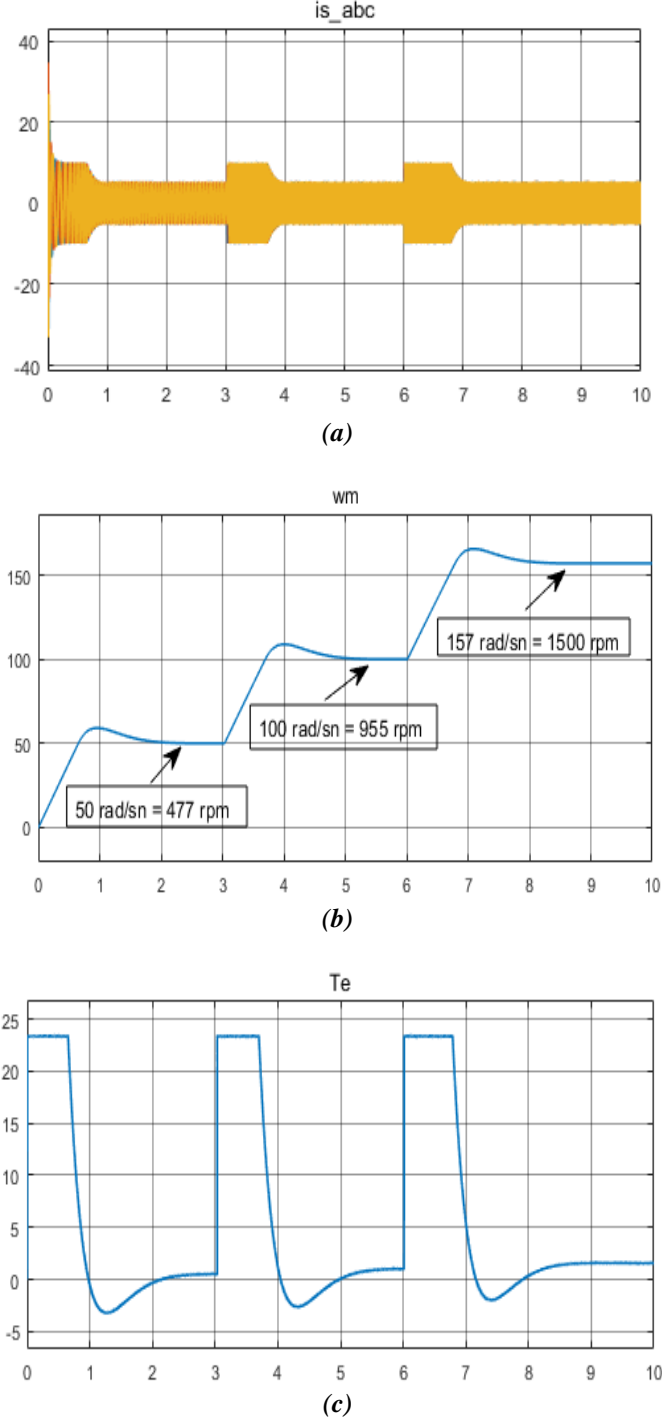 is_abc
40
20
0
-20
-40
0 1 2 3 4 5 6 7 8 9 10
(a)
wm
150
100
50
0
157 rad/sn = 1500 rpm
100 rad/sn = 955 rpm
50 rad/sn = 477 rpm
0 1 2 3 4 5 6 7 8 9 10
(b)
Te
25
20
15
10
5
0
-5
0 1 2 3 4 5 6 7 8 9 10
(c)